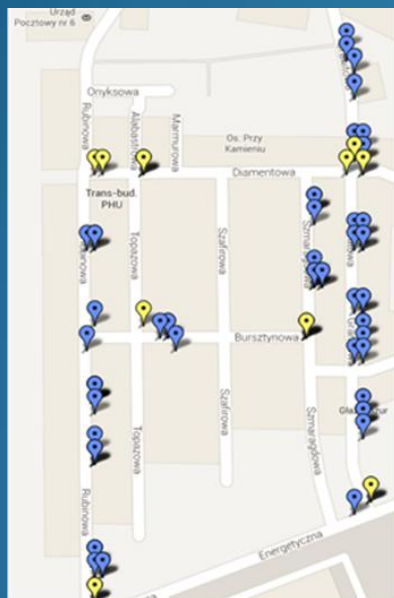 Urząd
Pocztowy nr 6
Onyksowa
Rubinowa
Alabastrowa
Marmurowa
Os. Przy
Kamieniu
Diamentowa
Trans-bud.
PHU
Topazowa
Szafirowa
Szmaragdowa
Bursztynowa
Topazowa
Szafirowa
Szmaragdowa
Rubinowa
Energetyczna